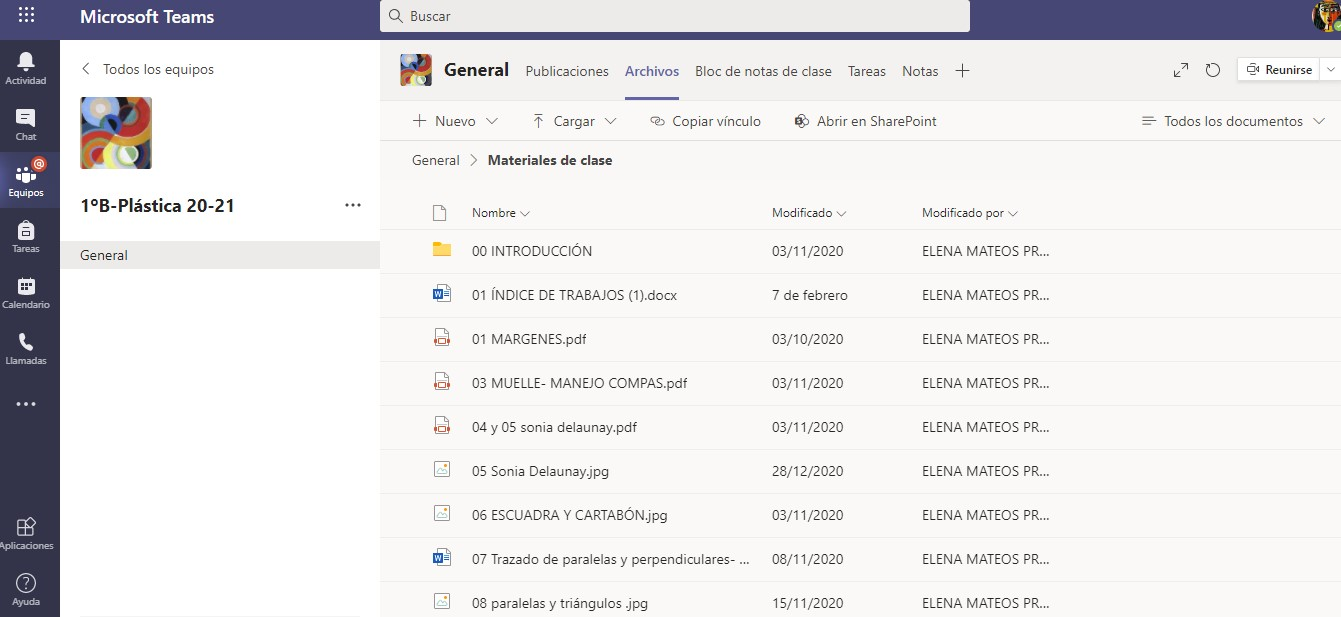 Microsoft Teams
Buscar
Actividad
Chat
Equipos
Tareas
Calendario
Llamadas
Aplicaciones
Ayuda
Todos los equipos
1ºB-Plástica 20-21
General
General Publicaciones Archivos Bloc de notas de clase Tareas Notas
Reunirse
Nuevo Cargar Copiar vínculo Abrir en SharePoint Todos los documentos
General > Materiales de clase
Nombre Modificado Modificado por
00 INTRODUCCIÓN 03/11/2020 ELENA MATEOS PR...
01 ÍNDICE DE TRABAJOS (1).docx 7 de febrero ELENA MATEOS PR...
01 MARGENES.pdf 03/10/2020 ELENA MATEOS PR...
03 MUELLE- MANEJO COMPAS.pdf 03/11/2020 ELENA MATEOS PR...
04 y 05 sonia delaunay.pdf 03/11/2020 ELENA MATEOS PR...
05 Sonia Delaunay.jpg 28/12/2020 ELENA MATEOS PR...
06 ESCUADRA Y CARTABÓN.jpg 03/11/2020 ELENA MATEOS PR...
07 Trazado de paralelas y perpendiculares- ... 08/11/2020 ELENA MATEOS PR...
08 paralelas y triángulos .jpg 15/11/2020 ELENA MATEOS PR...